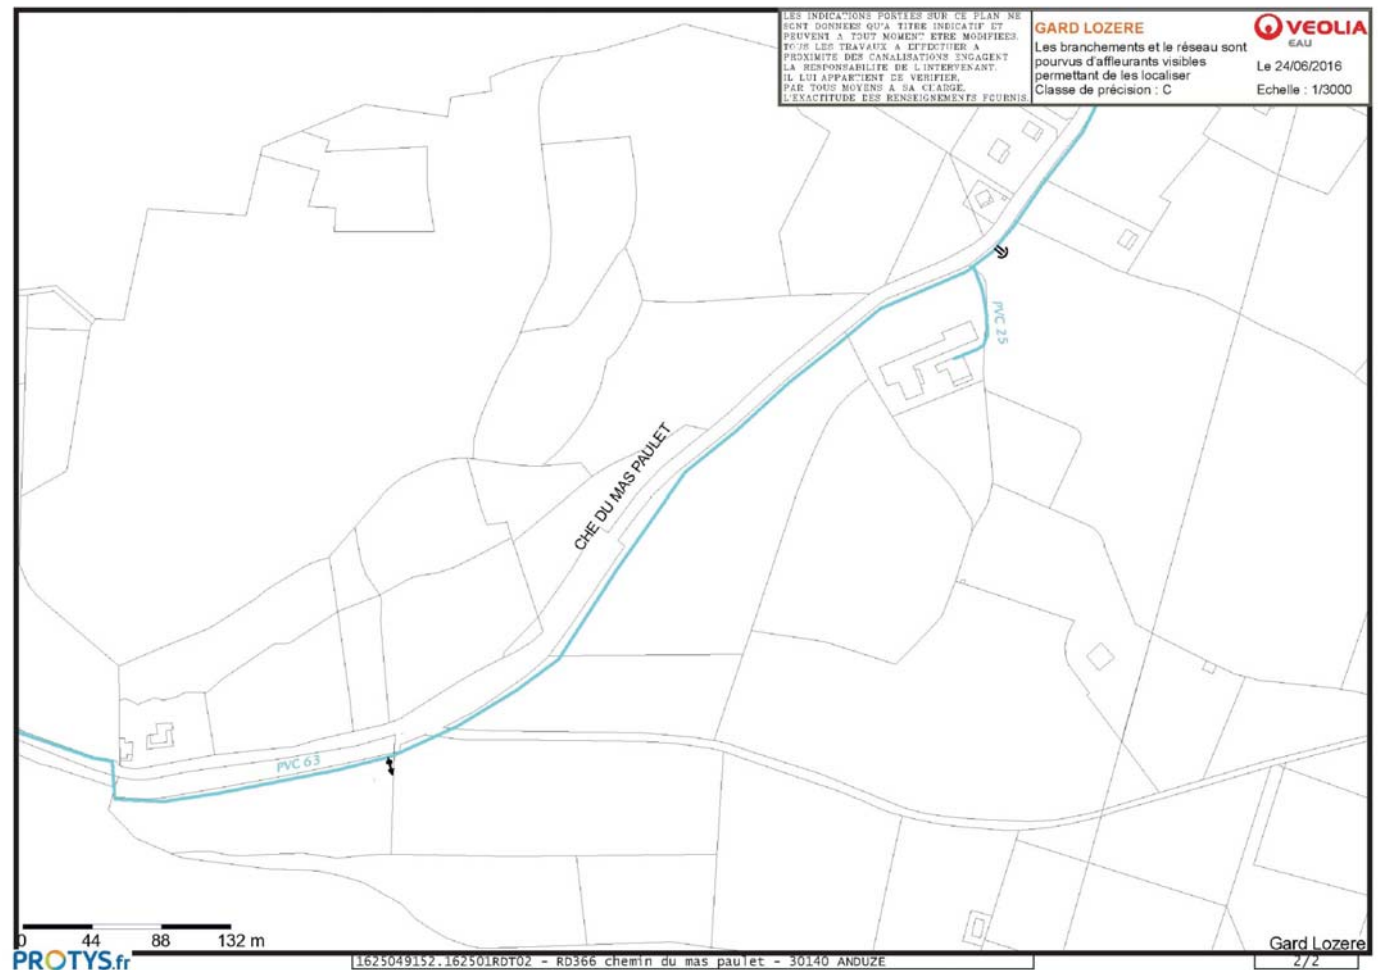 LES INDICATIONS PORTEES SUR CE PLAN NE
SONT DONNEES QU'A TITRE INDICATIF ET
PEUVENT A TOUT MOMENT ETRE MODIFIEES.
TOUS LES TRAVAUX A EFFECTUER A
PROXIMITE DES CANALISATIONS ENGAGENT
LA RESPONSABILITE DE L'INTERVENANT.
IL LUI APPARTIENT DE VERIFIER,
PAR TOUS MOYENS A SA CHARGE,
L'EXACTITUDE DES RENSEIGNEMENTS FOURNIS
GARD LOZERE
Les branchements et le réseau sont
pourvus d'affleurants visibles
permettant de les localiser
Classe de précision : C
VEOLIA
EAU
Le 24/06/2016
Echelle : 1/3000
PVC 25
CHE DU MAS PAULET
PVC 63
0 44 88 132 m
Gard Lozere
PROTYS.fr
1625049152.162501RDT02 - RD366 chemin du mas paulet - 30140 ANDUZE
2/2